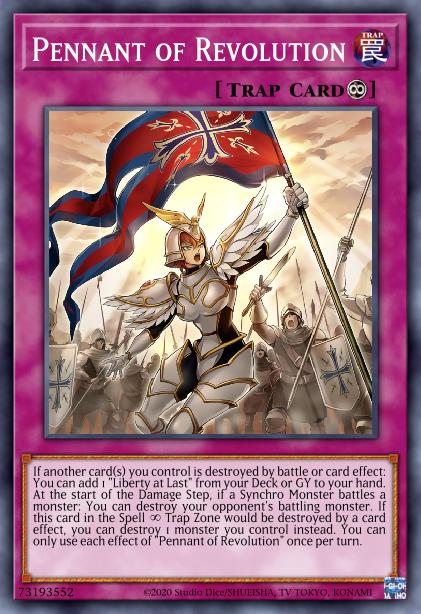 PENNANT OF REVOLUTION
TRAP
罠
[TRAP CARD∞]
If another card(s) you control is destroyed by battle or card effect:
You can add 1 "Liberty at Last" from your Deck or GY to your hand.
At the start of the Damage Step, if a Synchro Monster battles a
monster: You can destroy your opponent's battling monster. If
this card in the Spell ∞ Trap Zone would be destroyed by a card
effect, you can destroy 1 monster you control instead. You can
only use each effect of "Pennant of Revolution" once per turn.
73193552
©2020 Studio Dice/SHUEISHA, TV TOKYO, KONAMI